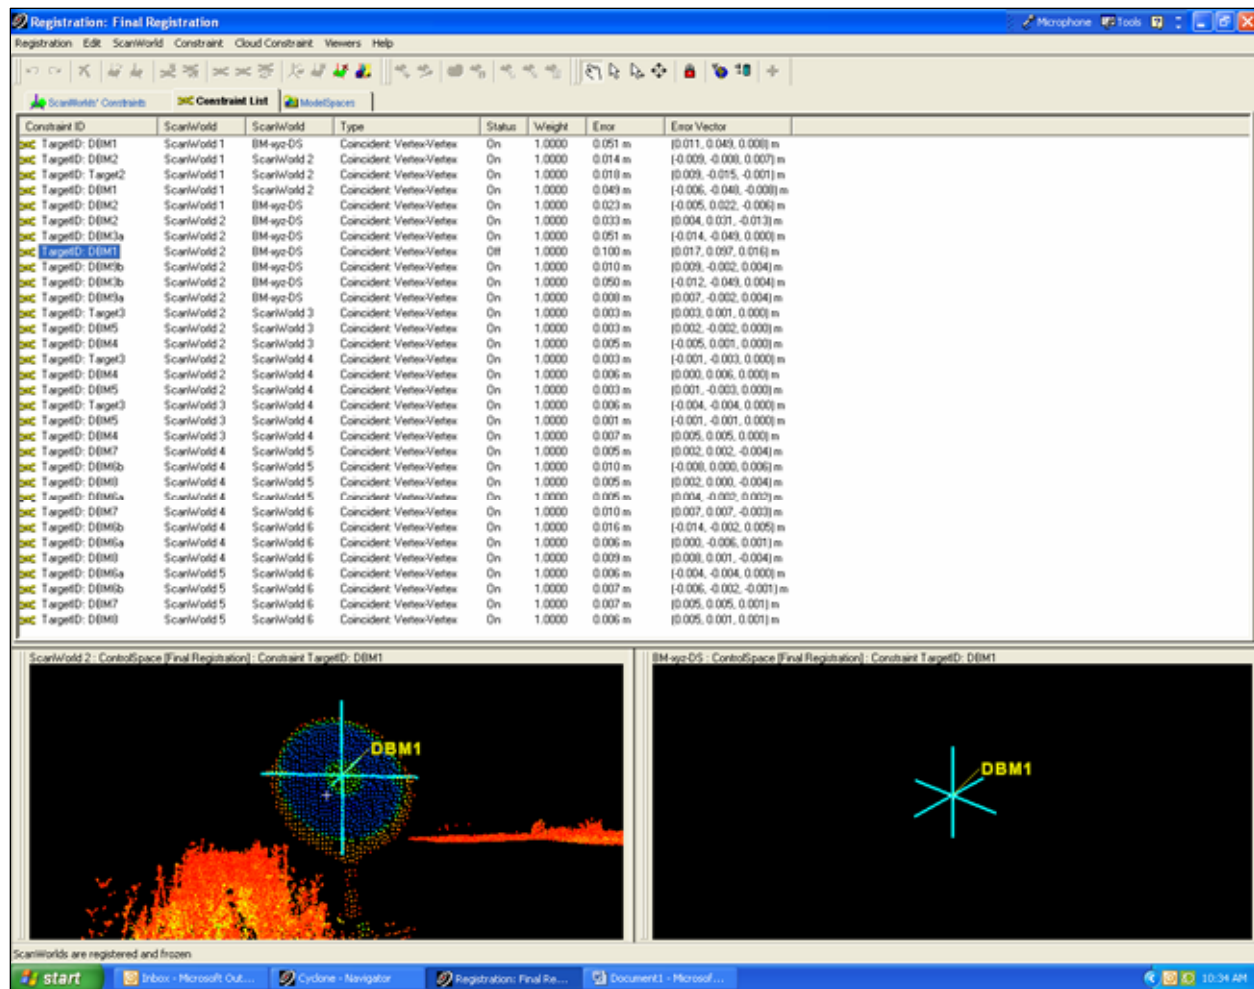 Registration: Final Registration
Microphone Tools
Registration Edit ScanWorld Constraint Cloud Constraint Viewers Help
ScanWorlds' Constraints Constraint List ModelSpaces
Constraint ID ScanWorld ScanWorld Type Status Weight Error Error Vector
TargetID: DBM1 ScanWorld 1 BM-xyz-DS Coincident: Vertex-Vertex On 1.0000 0.051 m (0.011, 0.049, 0.008) m
TargetID: DBM2 ScanWorld 1 ScanWorld 2 Coincident: Vertex-Vertex On 1.0000 0.014 m (-0.009, -0.008, 0.007) m
TargetID: Target2 ScanWorld 1 ScanWorld 2 Coincident: Vertex-Vertex On 1.0000 0.018 m (0.009, -0.015, -0.001) m
TargetID: DBM1 ScanWorld 1 ScanWorld 2 Coincident: Vertex-Vertex On 1.0000 0.049 m (-0.006, -0.048, -0.008) m
TargetID: DBM2 ScanWorld 1 BM-xyz-DS Coincident: Vertex-Vertex On 1.0000 0.023 m (-0.005, 0.022, -0.006) m
TargetID: DBM2 ScanWorld 2 BM-xyz-DS Coincident: Vertex-Vertex On 1.0000 0.033 m (0.004, 0.031, -0.013) m
TargetID: DBM3a ScanWorld 2 BM-xyz-DS Coincident: Vertex-Vertex On 1.0000 0.051 m (-0.014, -0.049, 0.000) m
TargetID: DBM1 ScanWorld 2 BM-xyz-DS Coincident: Vertex-Vertex Off 1.0000 0.100 m (0.017, 0.097, 0.016) m
TargetID: DBM9b ScanWorld 2 BM-xyz-DS Coincident: Vertex-Vertex On 1.0000 0.010 m (0.009, -0.002, 0.004) m
TargetID: DBM3b ScanWorld 2 BM-xyz-DS Coincident: Vertex-Vertex On 1.0000 0.050 m (-0.012, -0.049, 0.004) m
TargetID: DBM9a ScanWorld 2 BM-xyz-DS Coincident: Vertex-Vertex On 1.0000 0.008 m (0.007, -0.002, 0.004) m
TargetID: Target3 ScanWorld 2 ScanWorld 3 Coincident: Vertex-Vertex On 1.0000 0.003 m (0.003, 0.001, 0.000) m
TargetID: DBM5 ScanWorld 2 ScanWorld 3 Coincident: Vertex-Vertex On 1.0000 0.003 m (0.002, -0.002, 0.000) m
TargetID: DBM4 ScanWorld 2 ScanWorld 3 Coincident: Vertex-Vertex On 1.0000 0.005 m (-0.005, 0.001, 0.000) m
TargetID: Target3 ScanWorld 2 ScanWorld 4 Coincident: Vertex-Vertex On 1.0000 0.003 m (-0.001, -0.003, 0.000) m
TargetID: DBM4 ScanWorld 2 ScanWorld 4 Coincident: Vertex-Vertex On 1.0000 0.006 m (0.000, 0.006, 0.000) m
TargetID: DBM5 ScanWorld 2 ScanWorld 4 Coincident: Vertex-Vertex On 1.0000 0.003 m (0.001, -0.003, 0.000) m
TargetID: Target3 ScanWorld 3 ScanWorld 4 Coincident: Vertex-Vertex On 1.0000 0.006 m (-0.004, -0.004, 0.000) m
TargetID: DBM5 ScanWorld 3 ScanWorld 4 Coincident: Vertex-Vertex On 1.0000 0.001 m (-0.001, -0.001, 0.000) m
TargetID: DBM4 ScanWorld 3 ScanWorld 4 Coincident: Vertex-Vertex On 1.0000 0.007 m (0.005, 0.005, 0.000) m
TargetID: DBM7 ScanWorld 4 ScanWorld 5 Coincident: Vertex-Vertex On 1.0000 0.005 m (0.002, 0.002, -0.004) m
TargetID: DBM6b ScanWorld 4 ScanWorld 5 Coincident: Vertex-Vertex On 1.0000 0.010 m (-0.008, 0.000, 0.006) m
TargetID: DBM8 ScanWorld 4 ScanWorld 5 Coincident: Vertex-Vertex On 1.0000 0.005 m (0.002, 0.000, -0.004) m
TargetID: DBM6a ScanWorld 4 ScanWorld 5 Coincident: Vertex-Vertex On 1.0000 0.005 m (0.004, -0.002, 0.002) m
TargetID: DBM7 ScanWorld 4 ScanWorld 6 Coincident: Vertex-Vertex On 1.0000 0.010 m (0.007, 0.007, -0.003) m
TargetID: DBM6b ScanWorld 4 ScanWorld 6 Coincident: Vertex-Vertex On 1.0000 0.016 m (-0.014, -0.002, 0.005) m
TargetID: DBM6a ScanWorld 4 ScanWorld 6 Coincident: Vertex-Vertex On 1.0000 0.006 m (0.000, -0.006, 0.001) m
TargetID: DBM8 ScanWorld 4 ScanWorld 6 Coincident: Vertex-Vertex On 1.0000 0.009 m (0.008, 0.001, -0.004) m
TargetID: DBM6a ScanWorld 5 ScanWorld 6 Coincident: Vertex-Vertex On 1.0000 0.006 m (-0.004, -0.004, 0.000) m
TargetID: DBM6b ScanWorld 5 ScanWorld 6 Coincident: Vertex-Vertex On 1.0000 0.007 m (-0.006, -0.002, -0.001) m
TargetID: DBM7 ScanWorld 5 ScanWorld 6 Coincident: Vertex-Vertex On 1.0000 0.007 m (0.005, 0.005, 0.001) m
TargetID: DBM8 ScanWorld 5 ScanWorld 6 Coincident: Vertex-Vertex On 1.0000 0.006 m (0.005, 0.001, 0.001) m
ScanWorld 2 : ControlSpace [Final Registration] : Constraint TargetID: DBM1
BM-xyz-DS : ControlSpace [Final Registration] : Constraint TargetID: DBM1
DBM1
DBM1
ScanWorlds are registered and frozen
start Inbox - Microsoft Out... Cyclone - Navigator Registration: Final Re... Document1 - Microsof... 10:34 AM